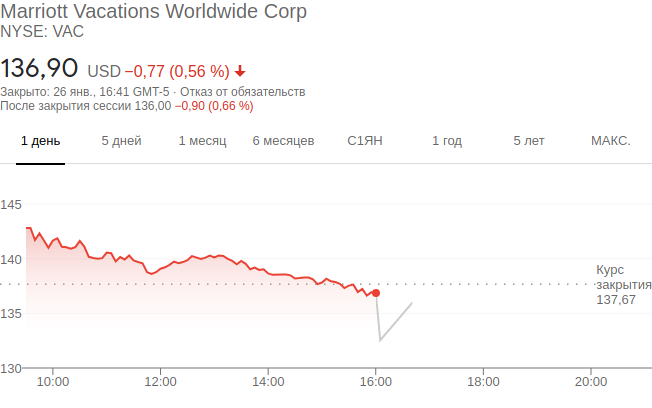 Marriott Vacations Worldwide Corp
NYSE: VAC
136,90 USD −0,77 (0,56 %)
Закрыто: 26 янв., 16:41 GMT-5 · Отказ от обязательств
После закрытия сессии 136,00 −0,90 (0,66 %)
1 день 5 дней 1 месяц 6 месяцев С1ЯН 1 год 5 лет МАКС.
145
140
Курс
закрытия
137,67
135
130
10:00 12:00 14:00 16:00 18:00 20:00